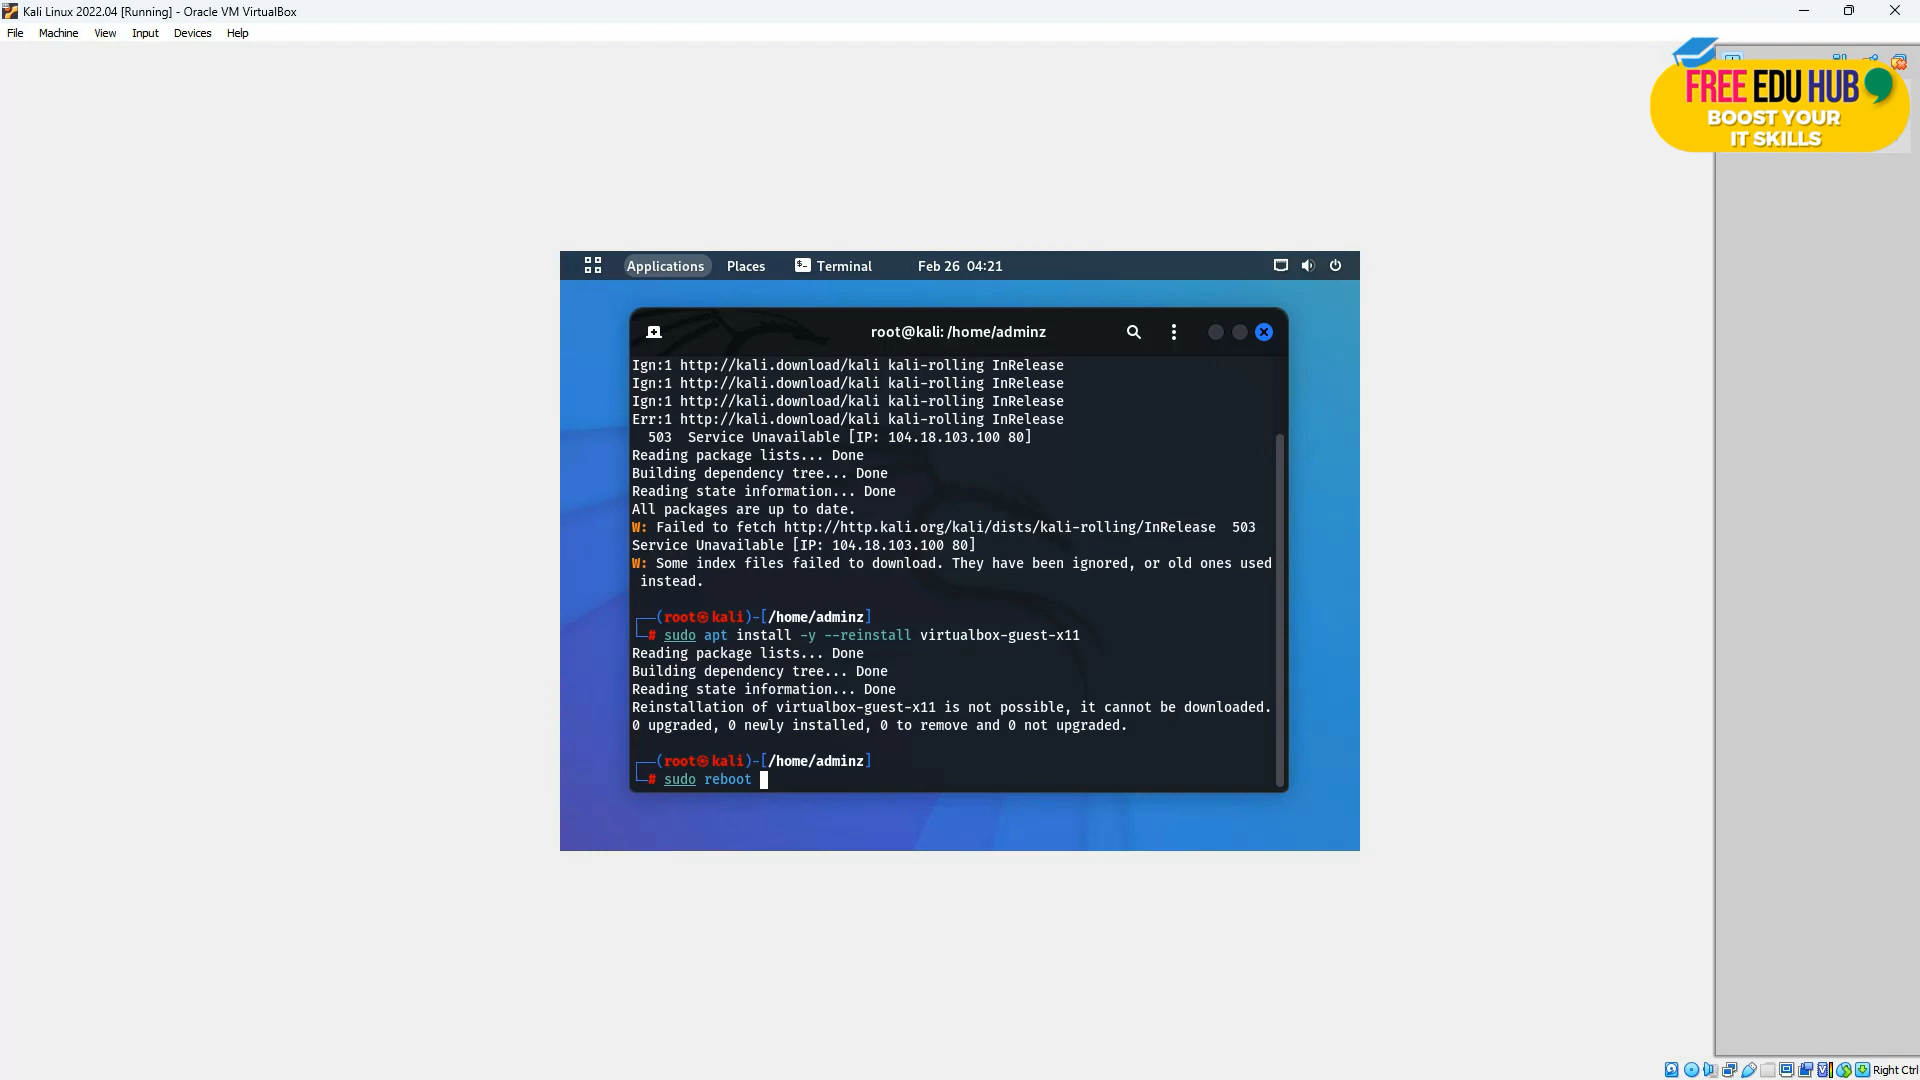 Kali Linux 2022.04 [Running] - Oracle VM VirtualBox
File Machine View Input Devices Help
FREE EDU HUB
BOOST YOUR
IT SKILLS
Applications Places Terminal Feb 26 04:21
root@kali: /home/adminz
Ign:1 http://kali.download/kali kali-rolling InRelease
Ign:1 http://kali.download/kali kali-rolling InRelease
Ign:1 http://kali.download/kali kali-rolling InRelease
Err:1 http://kali.download/kali kali-rolling InRelease
503 Service Unavailable [IP: 104.18.103.100 80]
Reading package lists... Done
Building dependency tree... Done
Reading state information... Done
All packages are up to date.
W: Failed to fetch http://http.kali.org/kali/dists/kali-rolling/InRelease 503
Service Unavailable [IP: 104.18.103.100 80]
W: Some index files failed to download. They have been ignored, or old ones used
instead.
┌──(root㉿kali)-[/home/adminz]
└─# sudo apt install -y --reinstall virtualbox-guest-x11
Reading package lists... Done
Building dependency tree... Done
Reading state information... Done
Reinstallation of virtualbox-guest-x11 is not possible, it cannot be downloaded.
0 upgraded, 0 newly installed, 0 to remove and 0 not upgraded.
┌──(root㉿kali)-[/home/adminz]
└─# sudo reboot
Right Ctrl